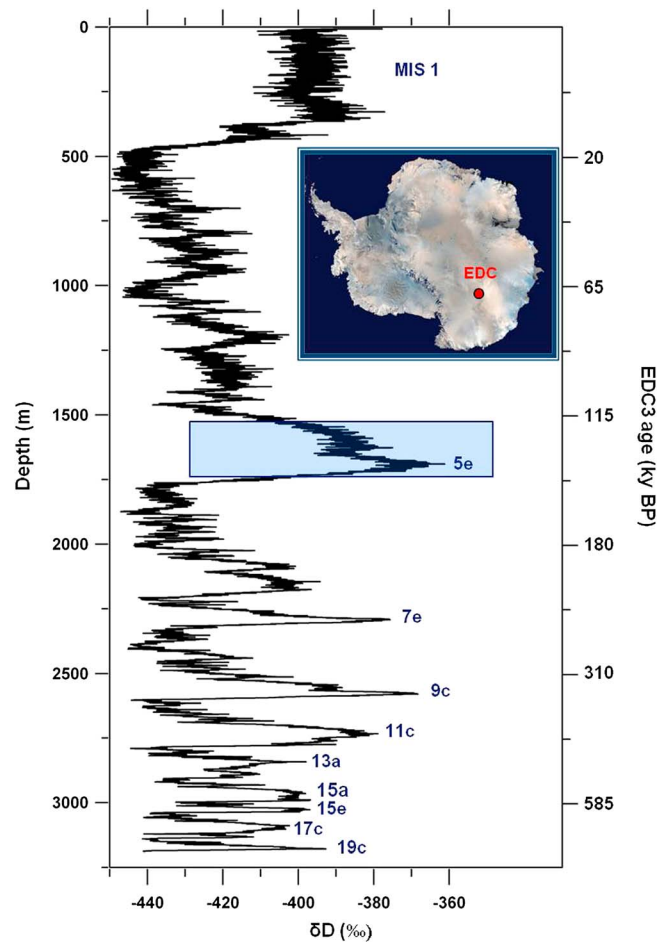 0
MIS 1
500
20
EDC
1000
65
1500
115
5e
Depth (m)
EDC3 age (ky BP)
2000
180
7e
2500
310
9c
11c
13a
15a
3000
585
15e
17c
19c
-440
-420
-400
-380
-360
δD (‰)